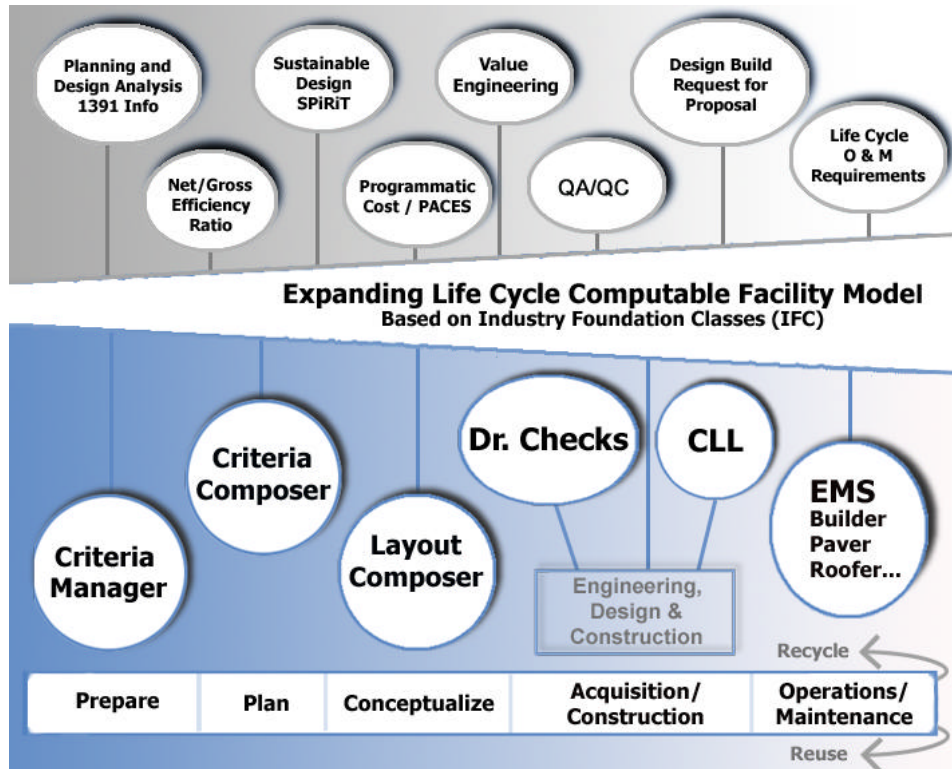 Planning and
Design Analysis
1391 Info
Sustainable
Design
SPiRiT
Value
Engineering
Design Build
Request for
Proposal
Life Cycle
O & M
Requirements
Net/Gross
Efficiency
Ratio
Programmatic
Cost / PACES
QA/QC
Expanding Life Cycle Computable Facility Model
Based on Industry Foundation Classes (IFC)
Criteria
Manager
Criteria
Composer
Layout
Composer
Dr. Checks
CLL
EMS
Builder
Paver
Roofer...
Engineering,
Design &
Construction
Recycle
Prepare
Plan
Conceptualize
Acquisition/
Construction
Operations/
Maintenance
Reuse